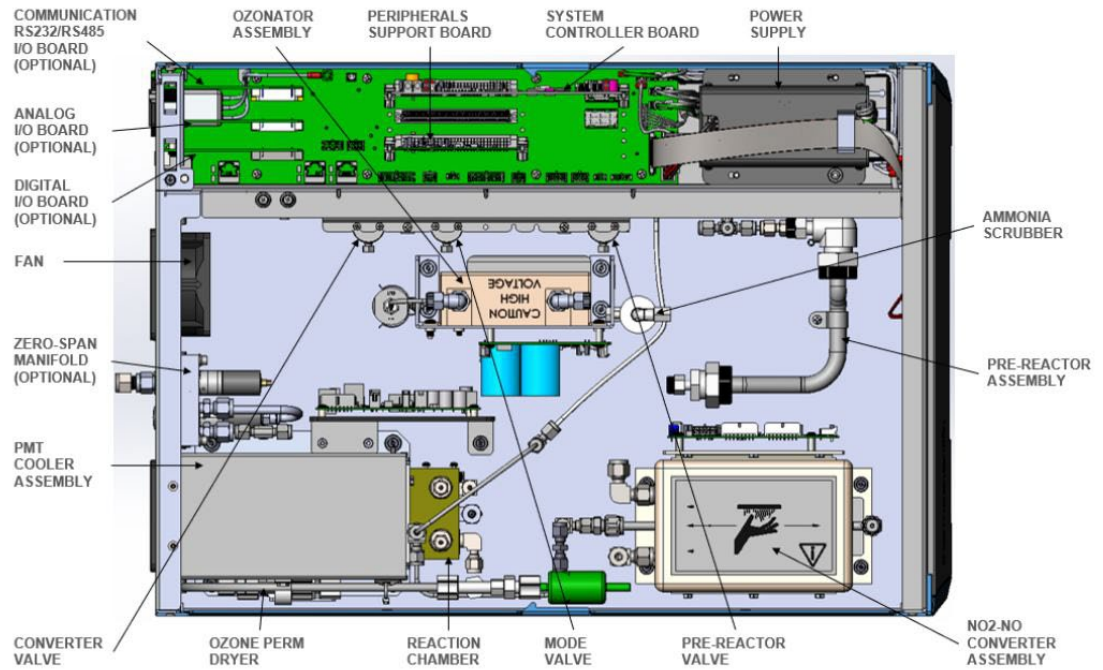 COMMUNICATION
RS232/RS485
I/O BOARD
(OPTIONAL)
OZONATOR
ASSEMBLY
PERIPHERALS
SUPPORT BOARD
SYSTEM
CONTROLLER BOARD
POWER
SUPPLY
ANALOG
I/O BOARD
(OPTIONAL)
DIGITAL
I/O BOARD
(OPTIONAL)
AMMONIA
SCRUBBER
FAN
CAUTION
HIGH
VOLTAGE
ZERO-SPAN
MANIFOLD
(OPTIONAL)
PRE-REACTOR
ASSEMBLY
PMT
COOLER
ASSEMBLY
CONVERTER
VALVE
OZONE PERM
DRYER
REACTION
CHAMBER
MODE
VALVE
PRE-REACTOR
VALVE
NO2-NO
CONVERTER
ASSEMBLY